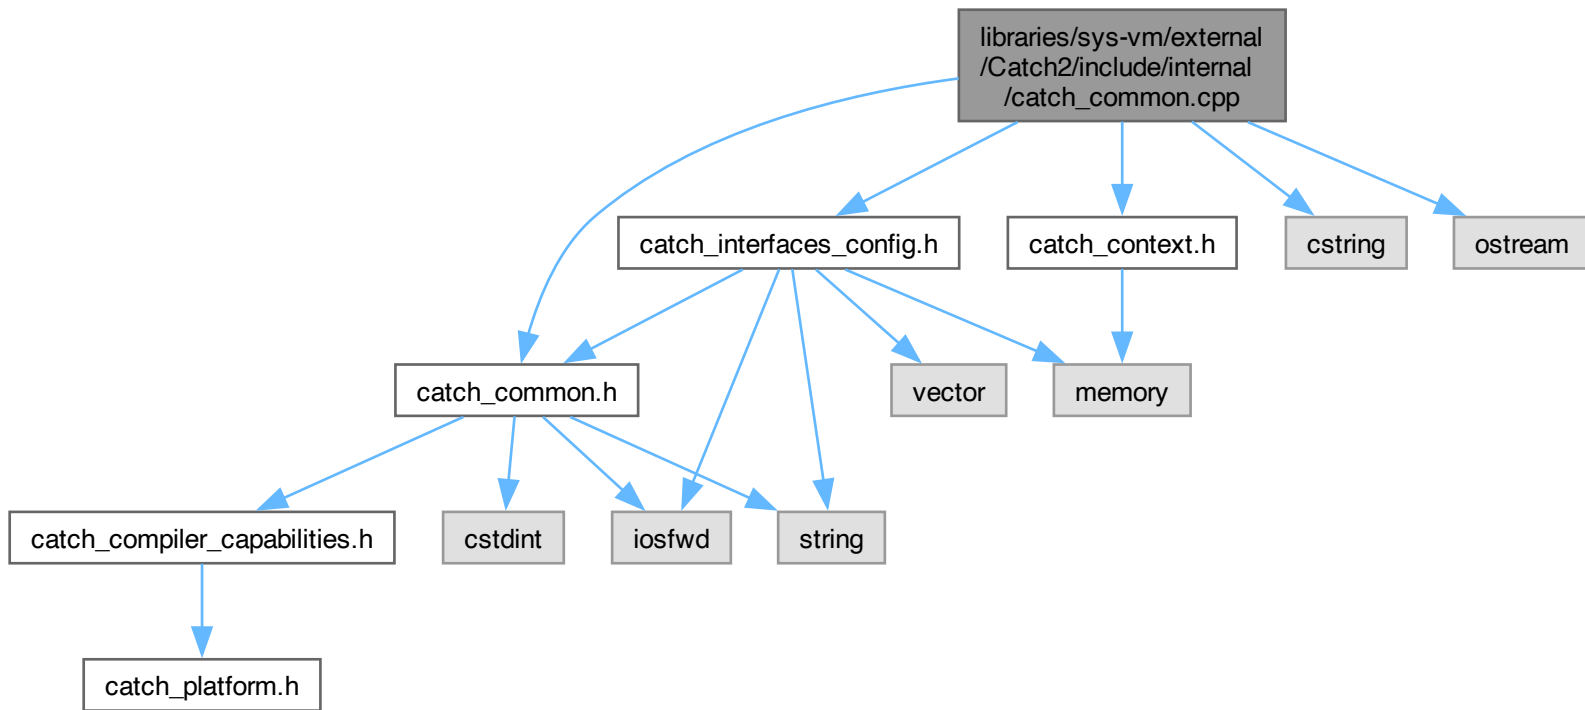 libraries/sys-vm/external
/Catch2/include/internal
/catch_common.cpp
catch_interfaces_config.h
catch_context.h
cstring
ostream
catch_common.h
vector
memory
catch_compiler_capabilities.h
cstdint
iosfwd
string
catch_platform.h